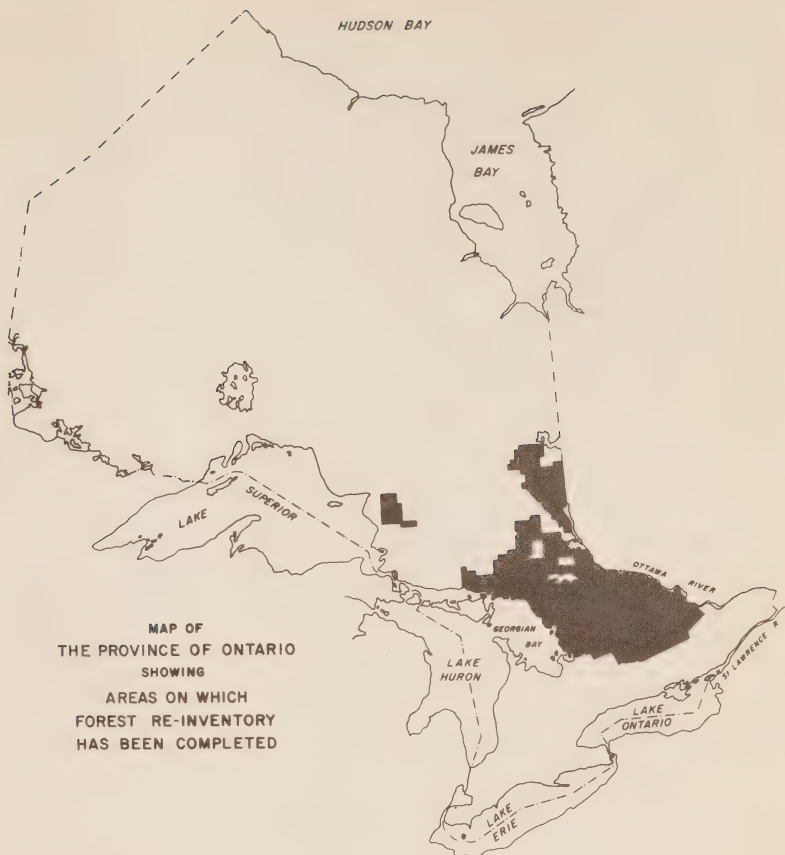 HUDSON BAY
JAMES
BAY
LAKE
SUPERIOR
OTTAWA
RIVER
GEORGIAN
BAY
LAKE
HURON
ST LAWRENCE R
LAKE
ONTARIO
LAKE
ERIE
MAP OF
THE PROVINCE OF ONTARIO
SHOWING
AREAS ON WHICH
FOREST RE-INVENTORY
HAS BEEN COMPLETED